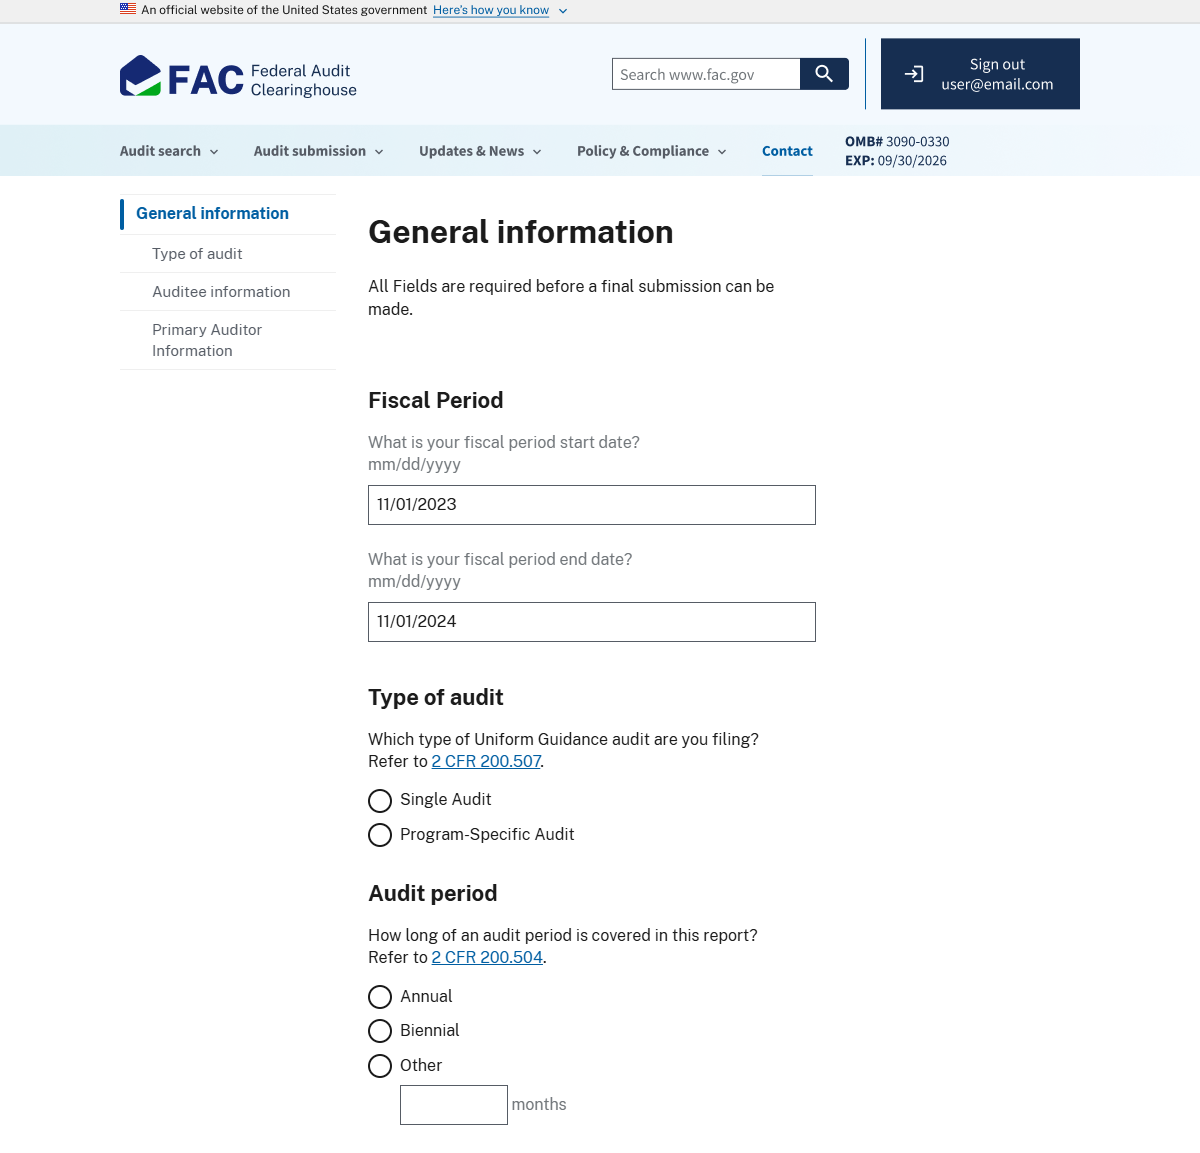 An official website of the United States government Here's how you know
FAC Federal Audit
Clearinghouse
Search www.fac.gov
Sign out
user@email.com
Audit search
Audit submission
Updates & News
Policy & Compliance
Contact
OMB# 3090-0330
EXP: 09/30/2026
General information
Type of audit
Auditee information
Primary Auditor
Information
General information
All Fields are required before a final submission can be
made.
Fiscal Period
What is your fiscal period start date?
mm/dd/yyyy
11/01/2023
What is your fiscal period end date?
mm/dd/yyyy
11/01/2024
Type of audit
Which type of Uniform Guidance audit are you filing?
Refer to 2 CFR 200.507.
Single Audit
Program-Specific Audit
Audit period
How long of an audit period is covered in this report?
Refer to 2 CFR 200.504.
Annual
Biennial
Other
months